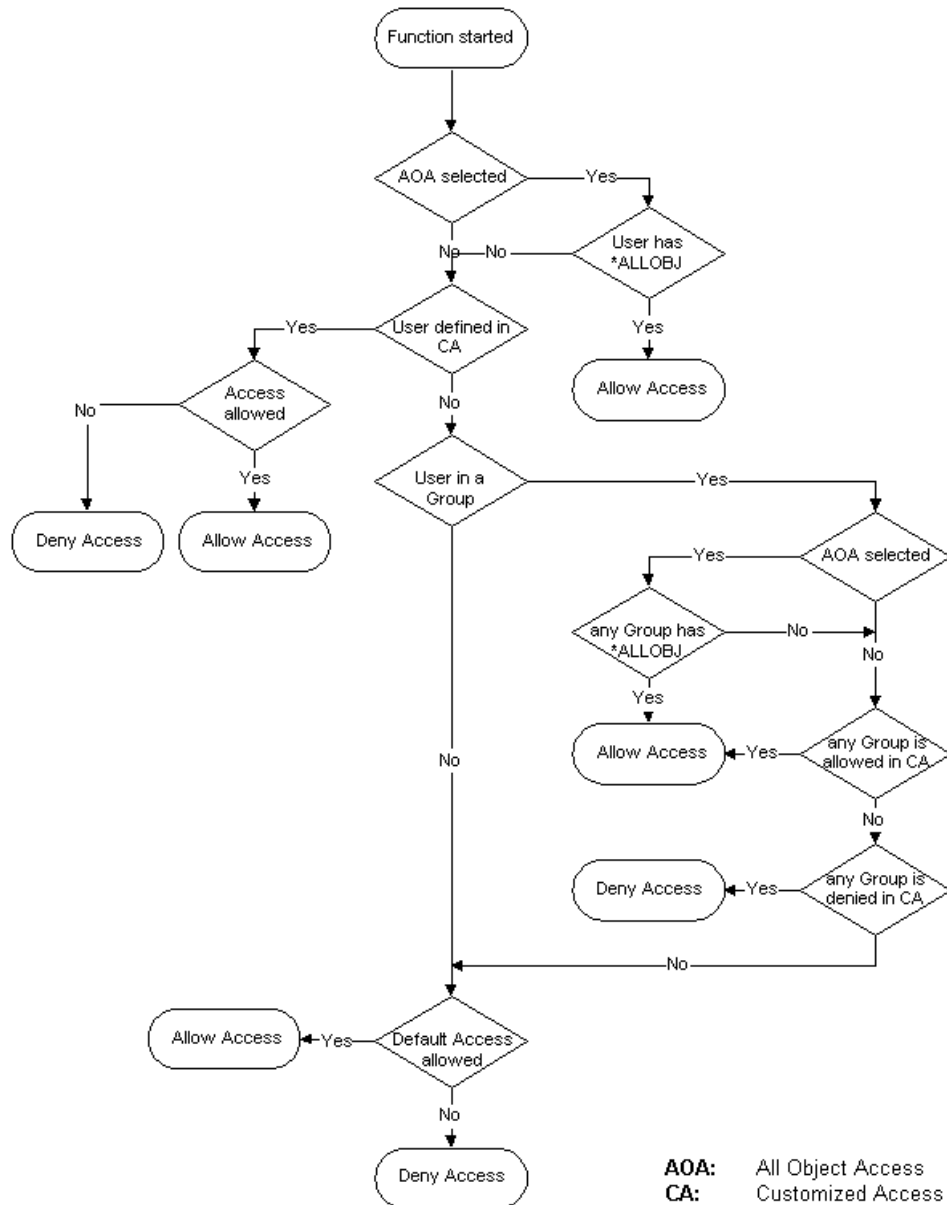 Function started
AOA selected
Yes
User has
*ALLOBJ
No
No
Yes
User defined in
CA
Yes
Allow Access
Access
allowed
No
No
Yes
User in a
Group
Yes
Deny Access
Allow Access
AOA selected
Yes
any Group has
*ALLOBJ
No
No
Yes
Allow Access
Yes
any Group is
allowed in CA
No
No
Deny Access
Yes
any Group is
denied in CA
No
Allow Access
Yes
Default Access
allowed
No
Deny Access
AOA: All Object Access
CA: Customized Access